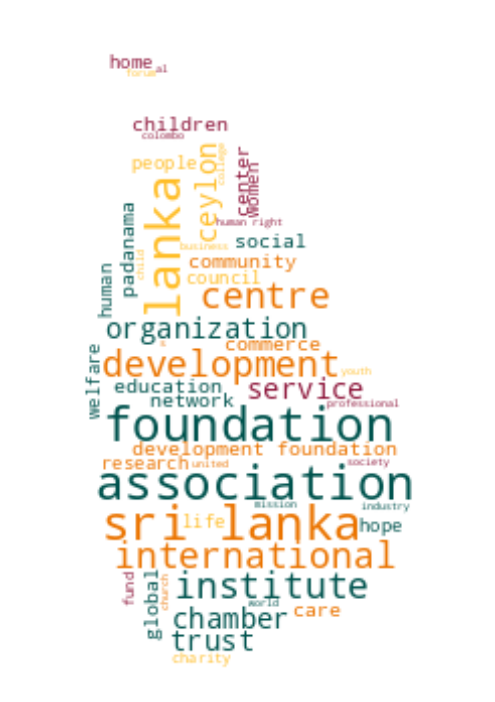 home
al
forum
children
colombo
people
lanka
ceylon
college
center
women
human right
padanama
social
business
child
community
council
human
centre
organization
commerce
s
development
youth
welfare
education
service
network
professional
foundation
development foundation
research
united
society
association
mission
industry
sri lanka
life
hope
international
fund
global
church
institute
world
care
chamber
trust
charity